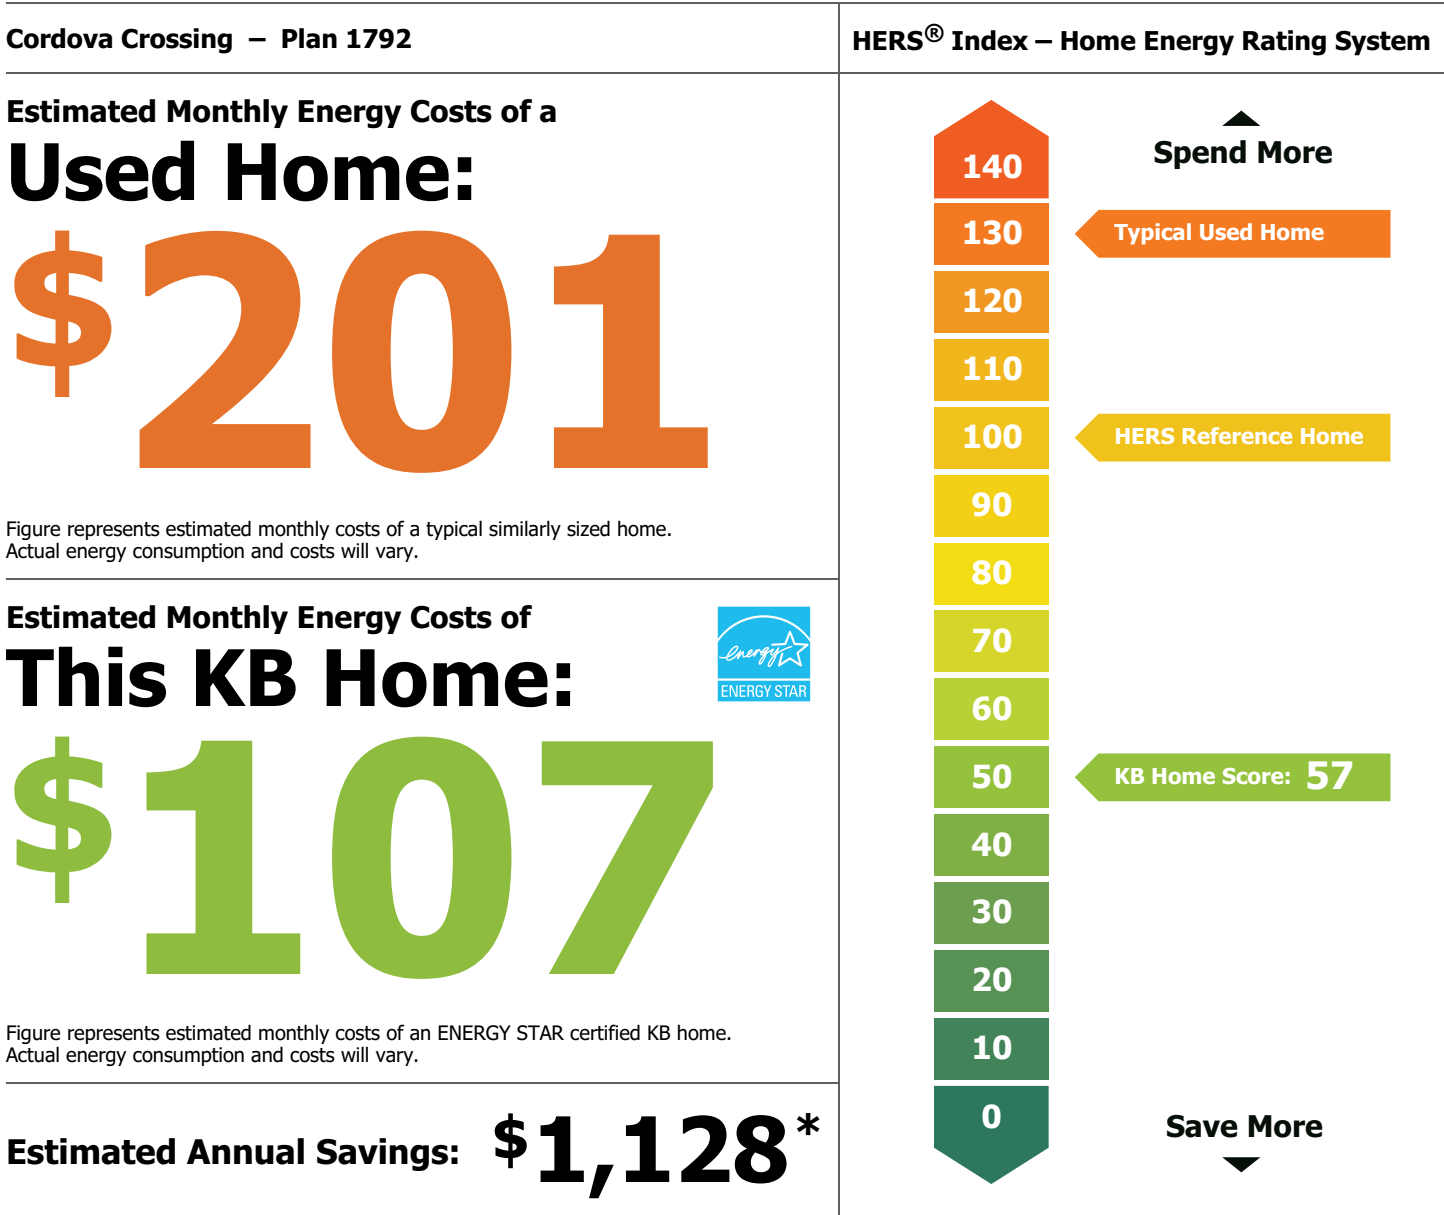 Cordova Crossing – Plan 1792
Estimated Monthly Energy Costs of a
Used Home:
$201
Figure represents estimated monthly costs of a typical similarly sized home.
Actual energy consumption and costs will vary.
Estimated Monthly Energy Costs of
This KB Home:
energy
ENERGY STAR
$107
Figure represents estimated monthly costs of an ENERGY STAR certified KB home.
Actual energy consumption and costs will vary.
Estimated Annual Savings: $1,128*
HERS® Index – Home Energy Rating System
Spend More
140
130
Typical Used Home
120
110
100
HERS Reference Home
90
80
70
60
50
KB Home Score: 57
40
30
20
10
0
Save More